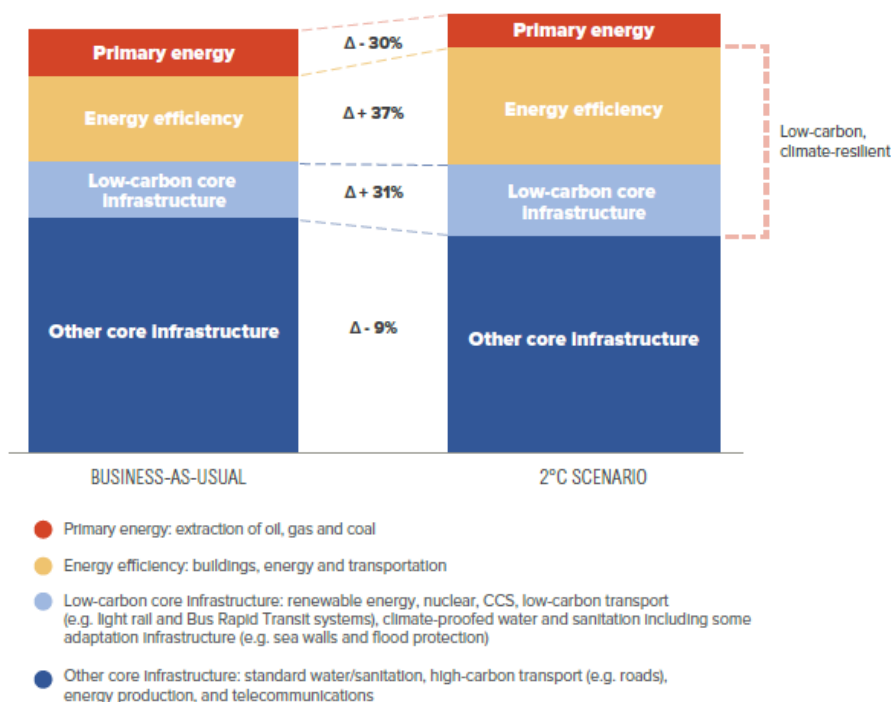 Primary energy
Δ - 30%
Primary energy
Energy efficiency
Δ + 37%
Energy efficiency
Low-carbon,
climate-resilient
Low-carbon core
infrastructure
Δ + 31%
Low-carbon core
infrastructure
Other core infrastructure
Δ - 9%
Other core infrastructure
BUSINESS-AS-USUAL
2°C SCENARIO
Primary energy: extraction of oil, gas and coal
Energy efficiency: buildings, energy and transportation
Low-carbon core infrastructure: renewable energy, nuclear, CCS, low-carbon transport
(e.g. light rail and Bus Rapid Transit systems), climate-proofed water and sanitation including some
adaptation infrastructure (e.g. sea walls and flood protection)
Other core infrastructure: standard water/sanitation, high-carbon transport (e.g. roads),
energy production, and telecommunications